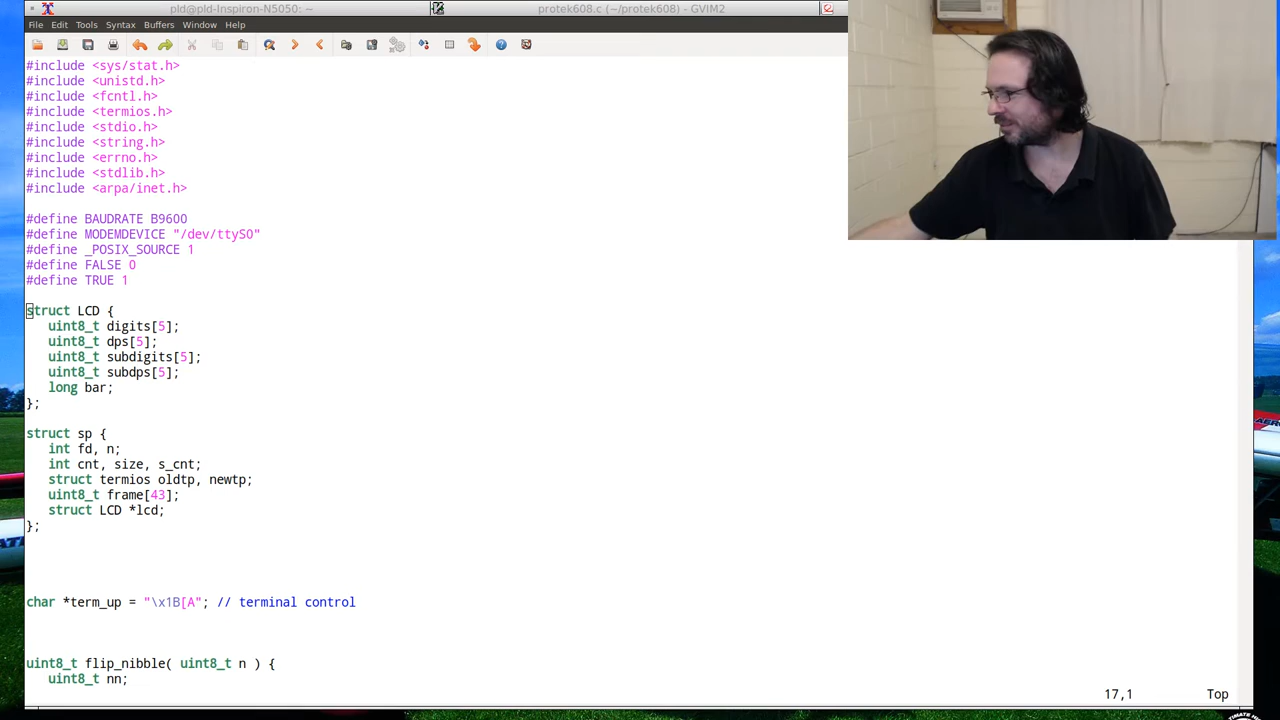 pld@pld-Inspiron-N5050: ~
protek608.c (~/protek608) - GVIM2
File Edit Tools Syntax Buffers Window Help
#include <sys/stat.h>
#include <unistd.h>
#include <fcntl.h>
#include <termios.h>
#include <stdio.h>
#include <string.h>
#include <errno.h>
#include <stdlib.h>
#include <arpa/inet.h>
#define BAUDRATE B9600
#define MODEMDEVICE "/dev/ttyS0"
#define _POSIX_SOURCE 1
#define FALSE 0
#define TRUE 1
struct LCD {
uint8_t digits[5];
uint8_t dps[5];
uint8_t subdigits[5];
uint8_t subdps[5];
long bar;
};
struct sp {
int fd, n;
int cnt, size, s_cnt;
struct termios oldtp, newtp;
uint8_t frame[43];
struct LCD *lcd;
};
char *term_up = "\x1B[A"; // terminal control
uint8_t flip_nibble( uint8_t n ) {
uint8_t nn;
17,1 Top